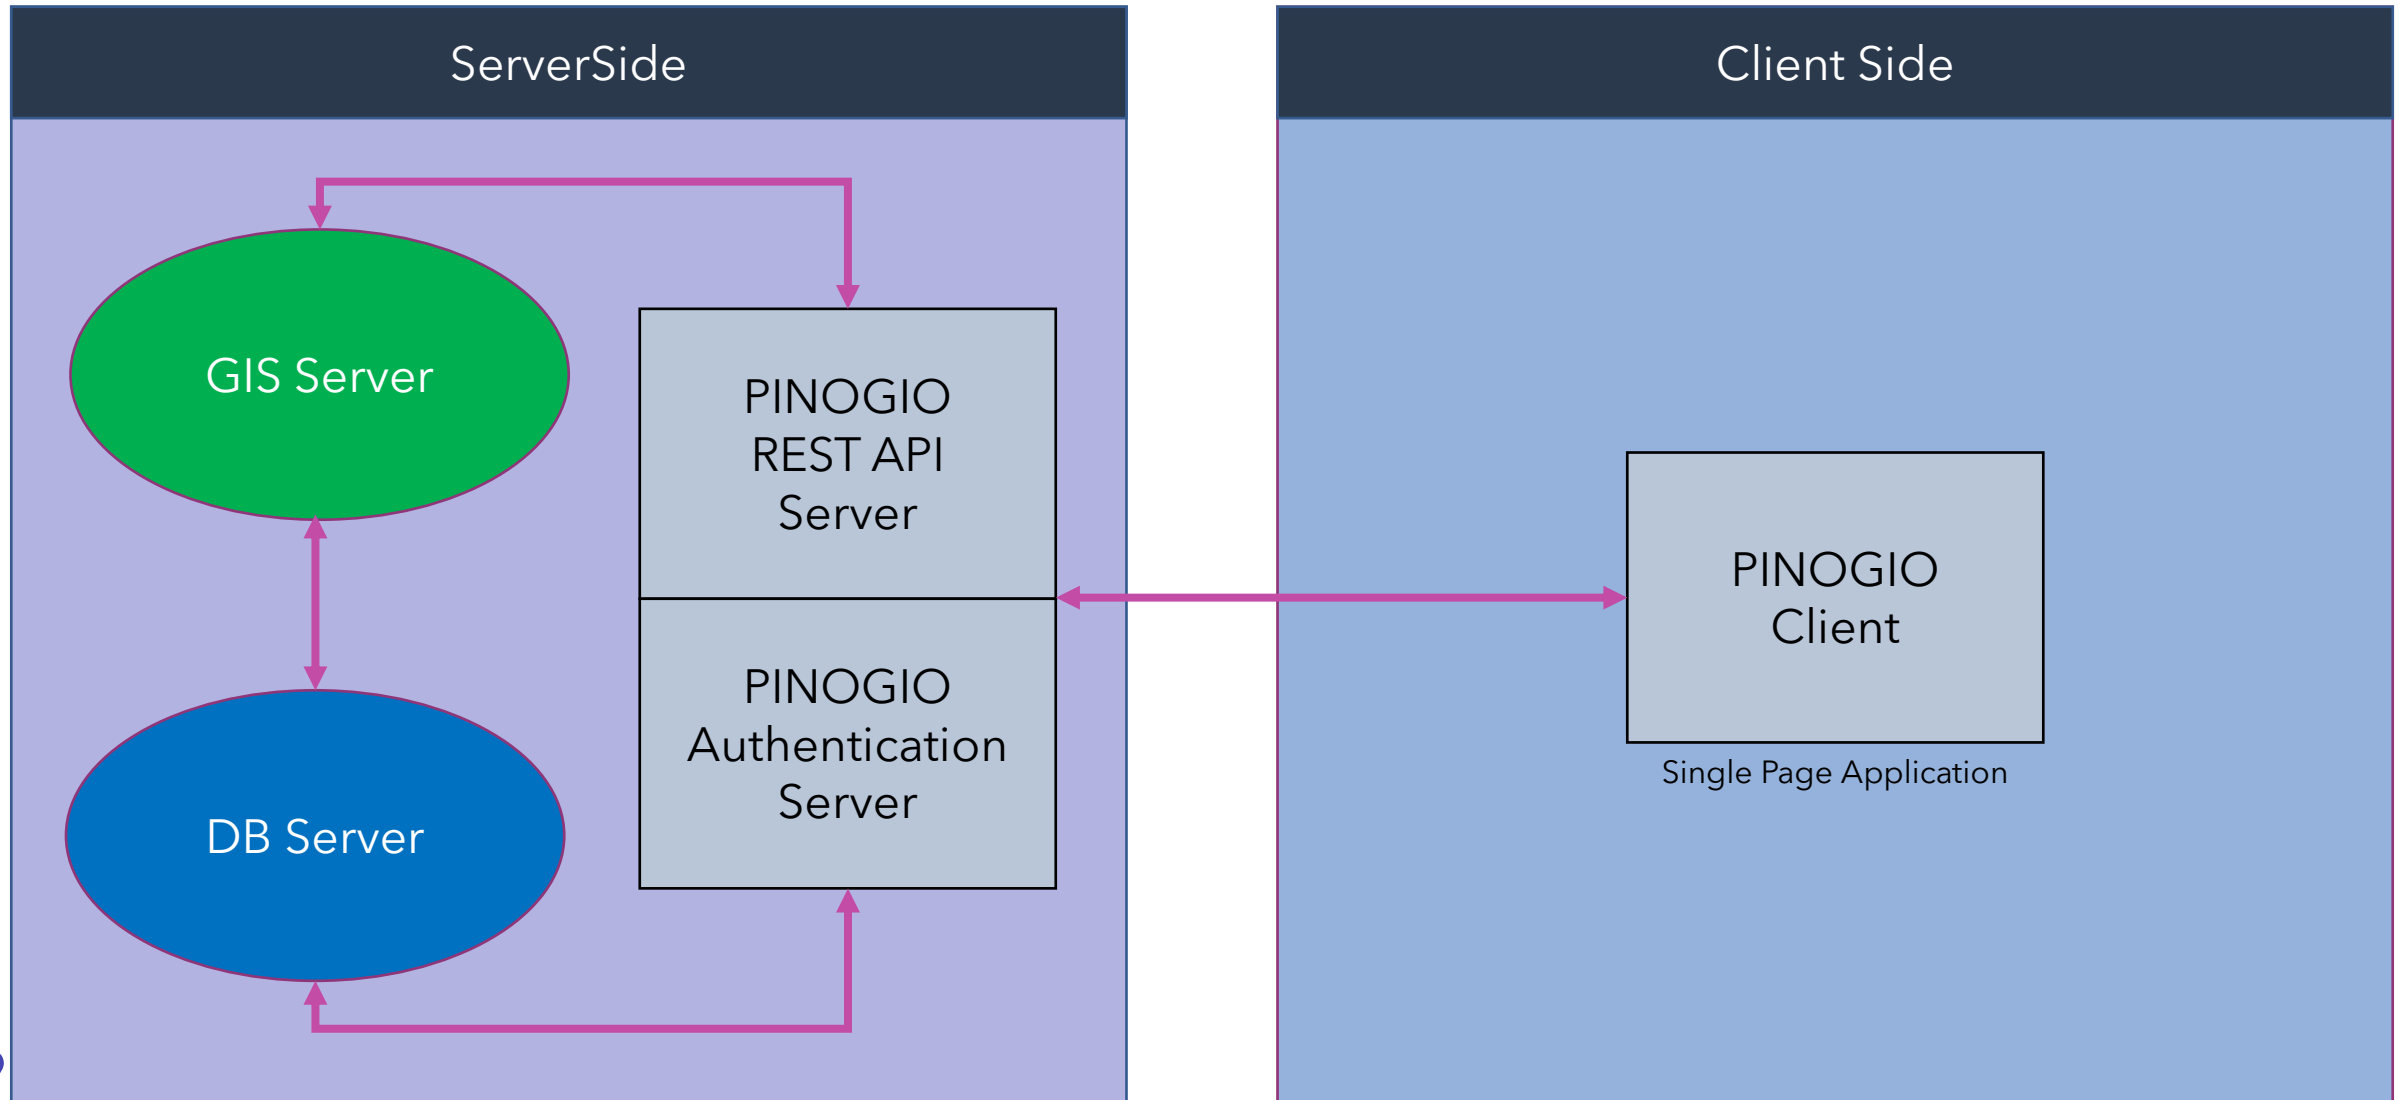 ServerSide
Client Side
GIS Server
PINOGIO
REST API
Server
PINOGIO
Authentication
Server
DB Server
PINOGIO
Client
Single Page Application